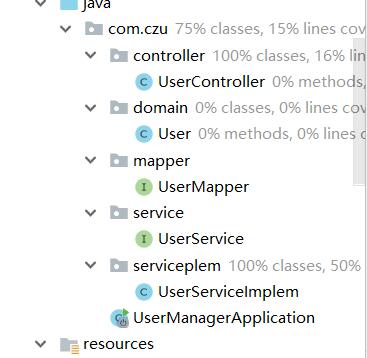 java
com.czu 75% classes, 15% lines cov
controller 100% classes, 16% lin
UserController 0% methods,
domain 0% classes, 0% lines cov
User 0% methods, 0% lines c
mapper
UserMapper
service
UserService
serviceplem 100% classes, 50%
UserServiceImplem
UserManagerApplication
resources